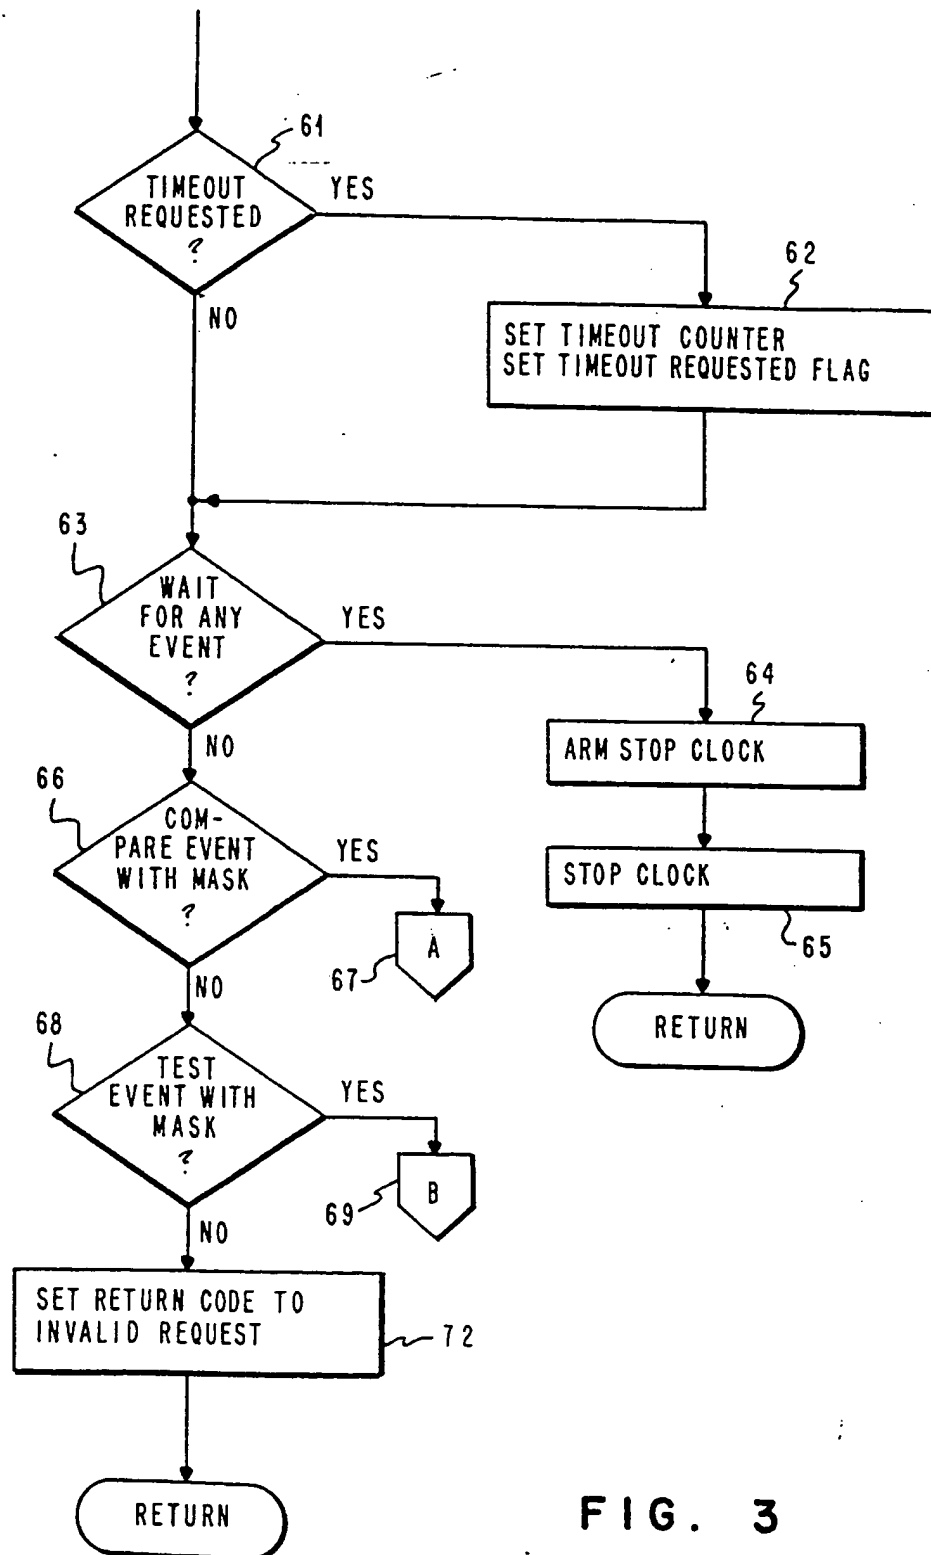 61
TIMEOUT
REQUESTED
?
YES
NO
62
SET TIMEOUT COUNTER
SET TIMEOUT REQUESTED FLAG
63
WAIT
FOR ANY
EVENT
?
YES
NO
64
ARM STOP CLOCK
STOP CLOCK
65
RETURN
66
COM-
PARE EVENT
WITH MASK
?
YES
NO
A
67
68
TEST
EVENT WITH
MASK
?
YES
NO
B
69
SET RETURN CODE TO
INVALID REQUEST
72
RETURN
FIG. 3